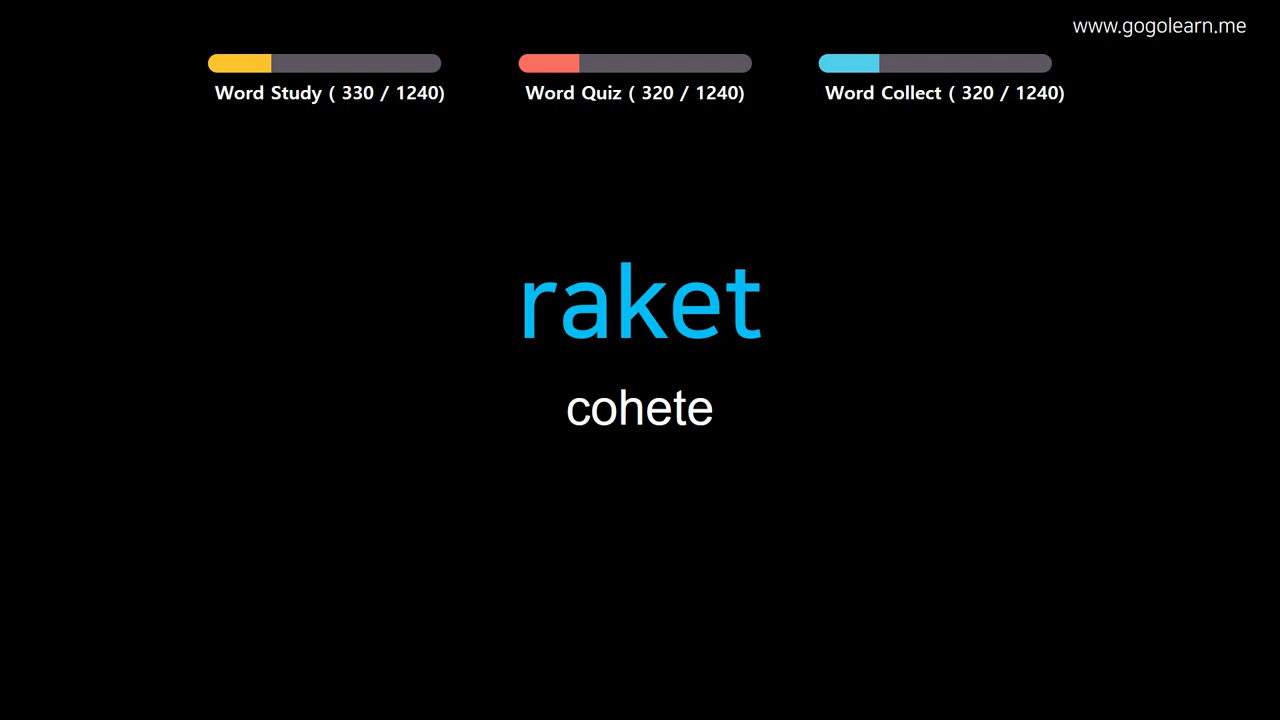 www.gogolearn.me
Word Study ( 330 / 1240)
Word Quiz ( 320 / 1240)
Word Collect ( 320 / 1240)
raket
cohete